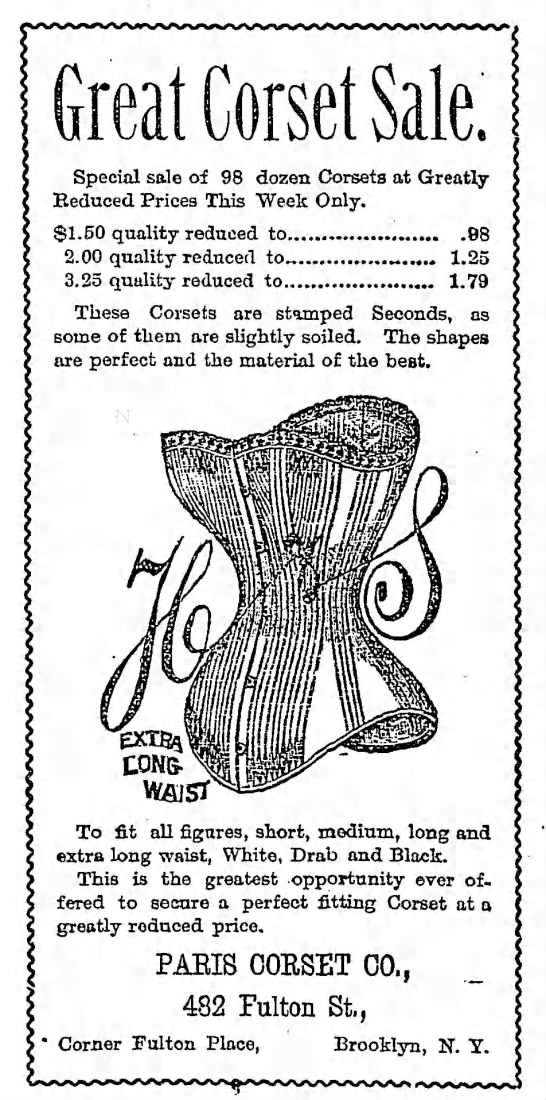 Great Corset Sale.
Special sale of 98 dozen Corsets at Greatly
Reduced Prices This Week Only.
$1.50 quality reduced to....................... .98
2.00 quality reduced to....................... 1.25
3.25 quality reduced to....................... 1.79
These Corsets are stamped Seconds, as
some of them are slightly soiled. The shapes
are perfect and the material of the best.
H S
EXTRA
LONG
WAIST
To fit all figures, short, medium, long and
extra long waist, White, Drab and Black.
This is the greatest opportunity ever of-
fered to secure a perfect fitting Corset at a
greatly reduced price.
PARIS CORSET CO.,
482 Fulton St.,
Corner Fulton Place, Brooklyn, N. Y.